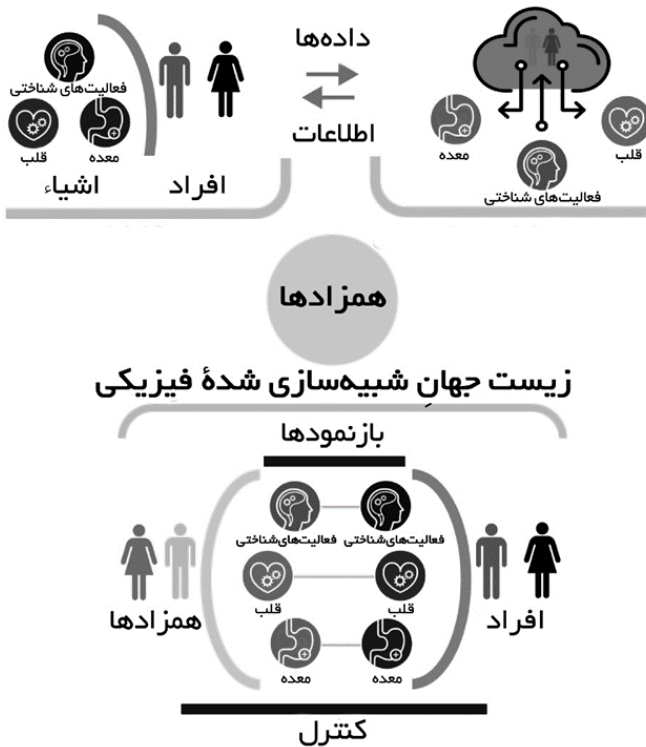 داده‌ها
اطلاعات
فعالیت‌های شناختی
قلب
معده
اشیاء
افراد
معده
قلب
فعالیت‌های شناختی
همزادها
زیست جهانِ شبیه‌سازی شدهٔ فیزیکی
بازنمودها
فعالیت‌های شناختی
فعالیت‌های شناختی
قلب
قلب
معده
معده
افراد
همزادها
کنترل